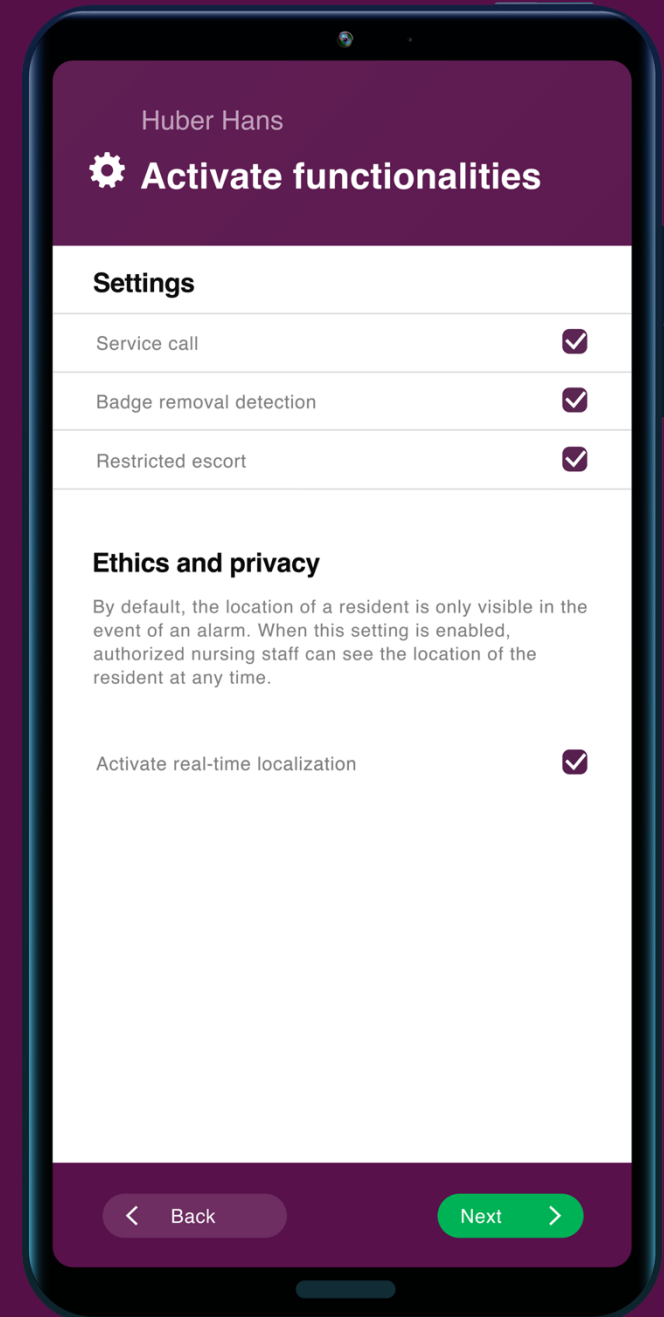 Huber Hans
Activate functionalities
Settings
Service call
Badge removal detection
Restricted escort
Ethics and privacy
By default, the location of a resident is only visible in the
event of an alarm. When this setting is enabled,
authorized nursing staff can see the location of the
resident at any time.
Activate real-time localization
Back
Next